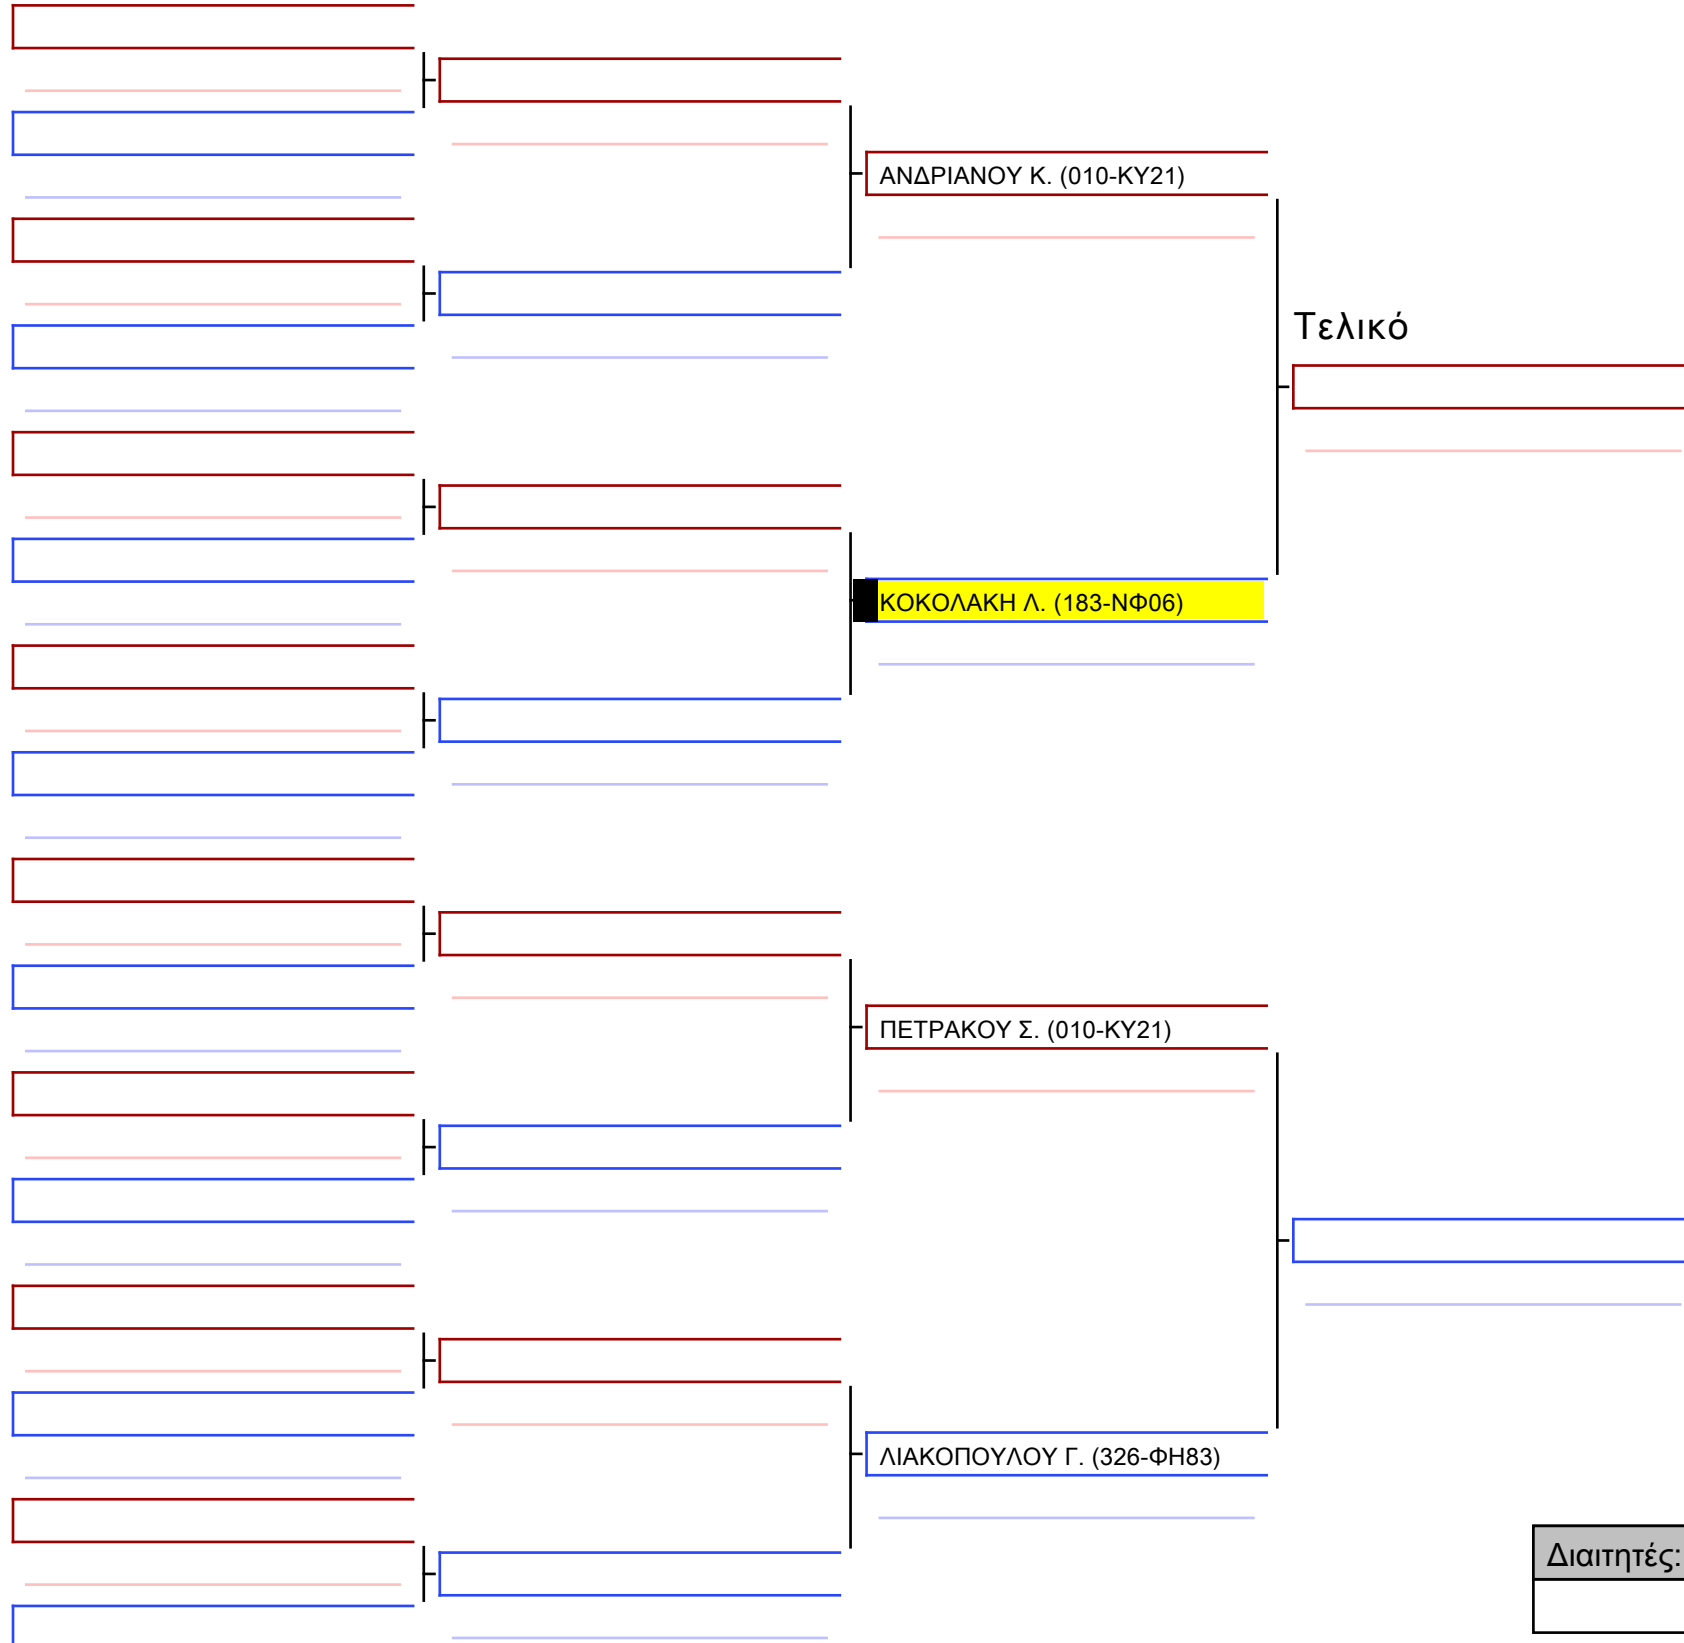 ΑΝΔΡΙΑΝΟΥ Κ. (010-ΚΥ21)
Τελικό
ΚΟΚΟΛΑΚΗ Λ. (183-ΝΦ06)
ΠΕΤΡΑΚΟΥ Σ. (010-ΚΥ21)
ΛΙΑΚΟΠΟΥΛΟΥ Γ. (326-ΦΗ83)
Διαιτητές: